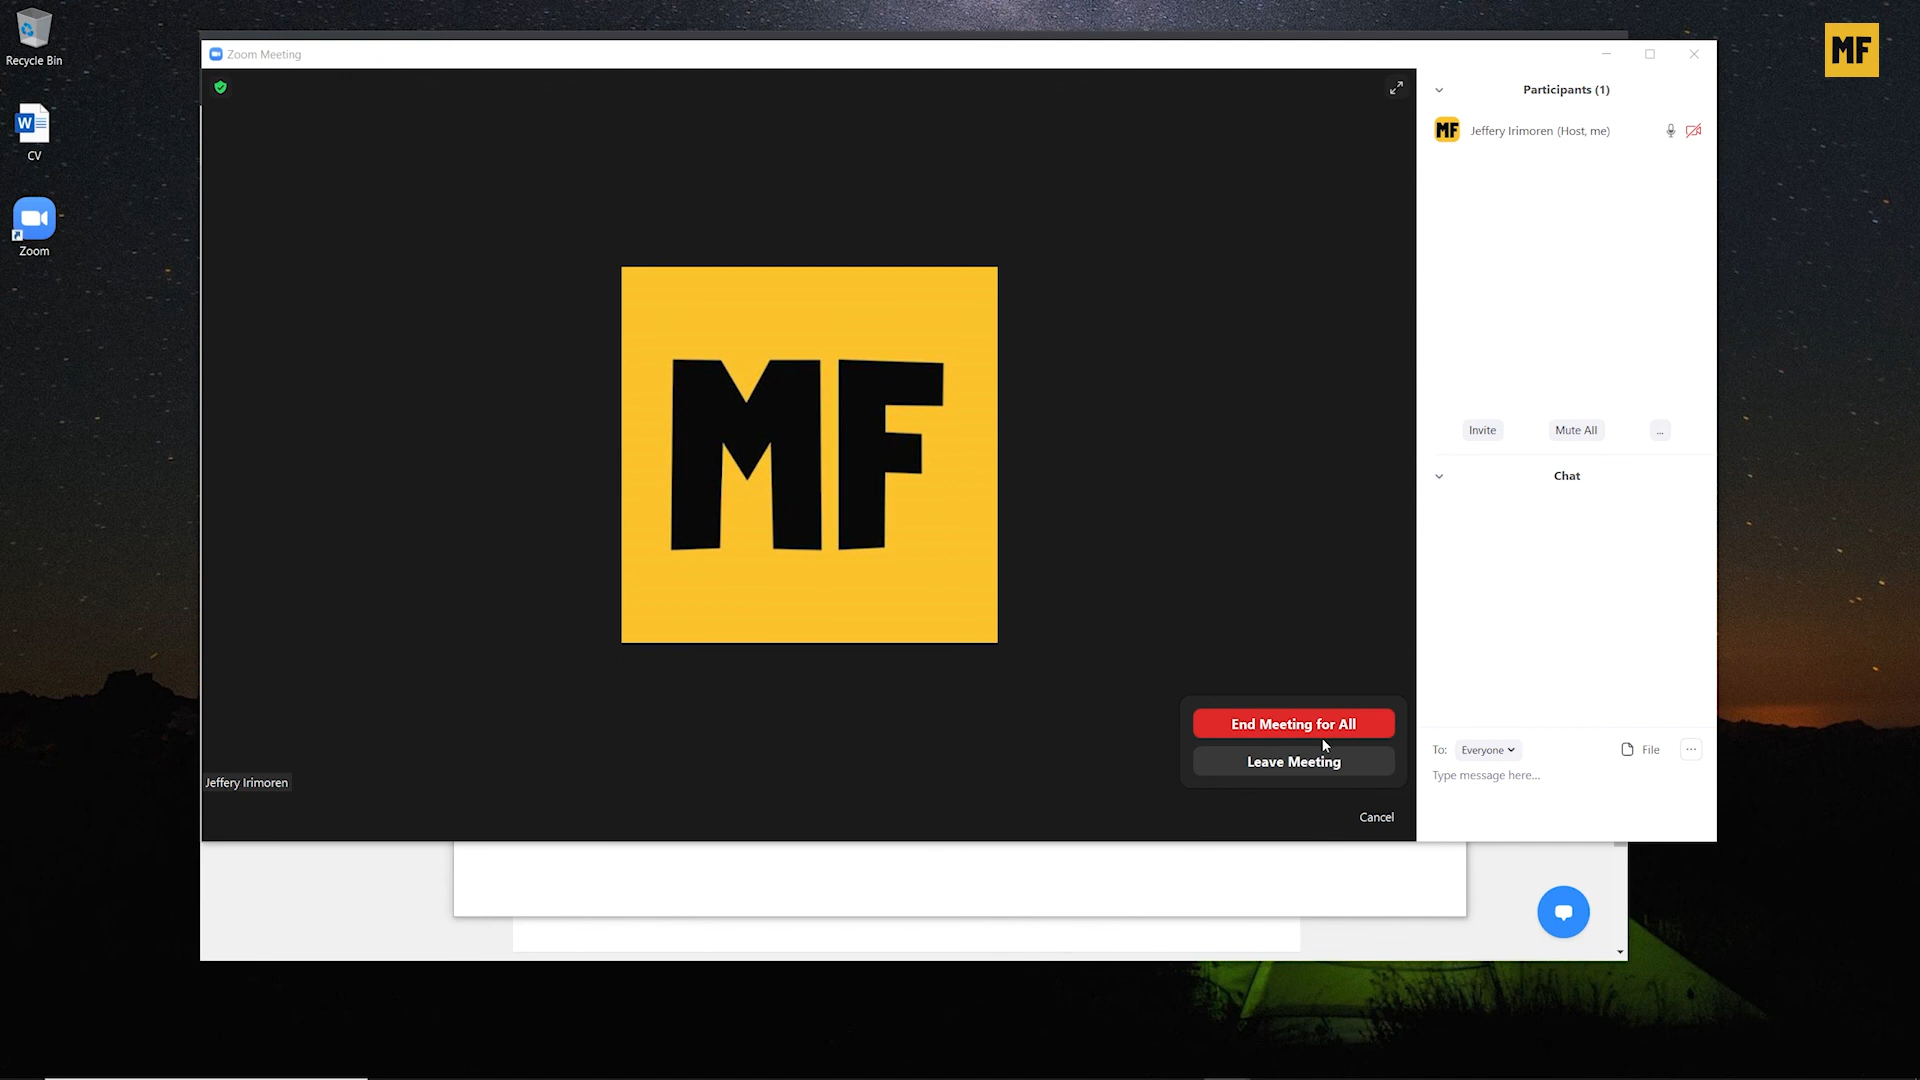 Recycle Bin
CV
Zoom
Zoom Meeting
MF
Participants (1)
MF
Jeffery Irimoren (Host, me)
MF
Invite
Mute All
...
Chat
End Meeting for All
Leave Meeting
To: Everyone
File
...
Type message here...
Jeffery Irimoren
Cancel